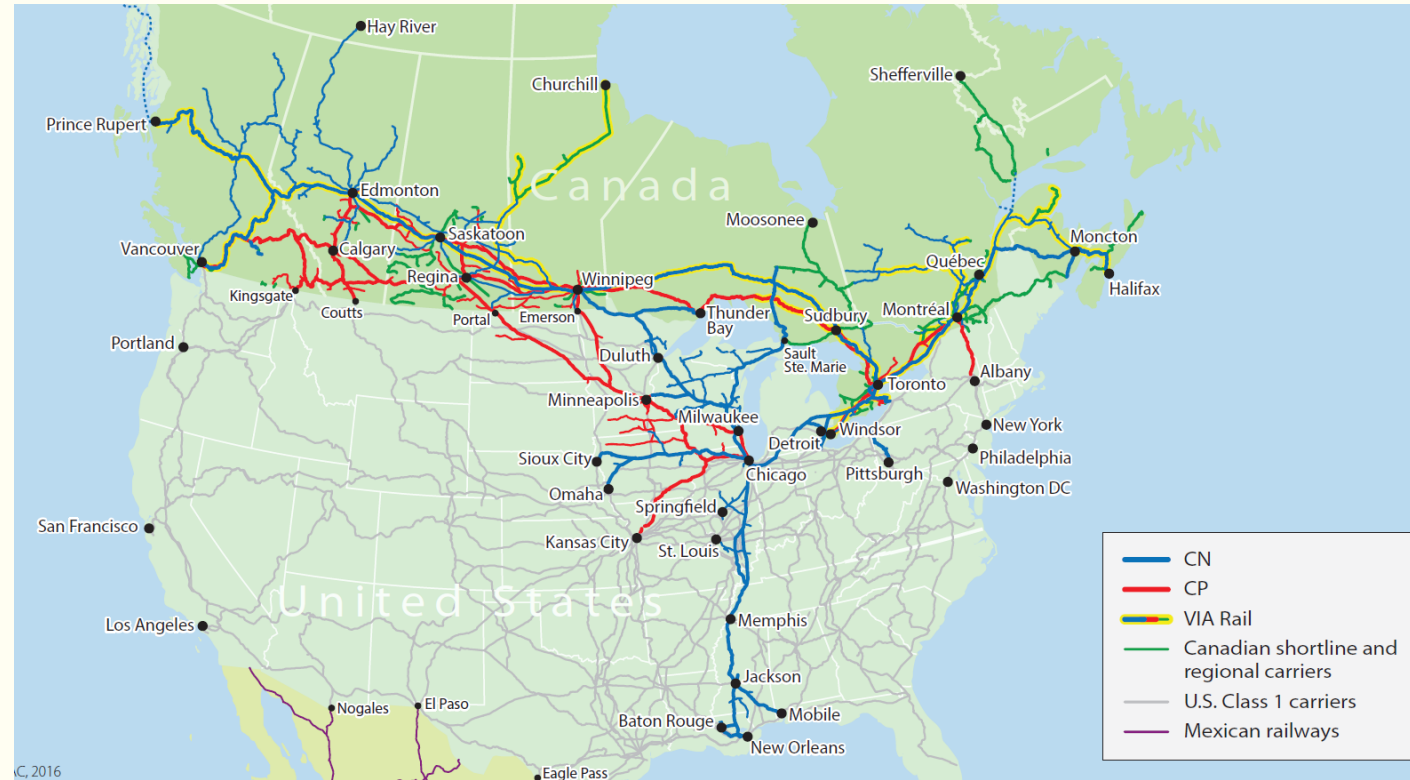 Hay River
Churchill
Shefferville
Prince Rupert
Canada
Edmonton
Moosonee
Vancouver
Calgary
Saskatoon
Moncton
Regina
Winnipeg
Québec
Kingsgate
Coutts
Portal
Emerson
Thunder
Bay
Sudbury
Montréal
Halifax
Portland
Duluth
Sault
Ste. Marie
Toronto
Albany
Minneapolis
Milwaukee
Detroit
Windsor
New York
Sioux City
Chicago
Pittsburgh
Philadelphia
Omaha
Washington DC
Springfield
San Francisco
Kansas City
St. Louis
United States
Memphis
Los Angeles
Jackson
Nogales
El Paso
Baton Rouge
Mobile
New Orleans
Eagle Pass
CN
CP
VIA Rail
Canadian shortline and
regional carriers
U.S. Class 1 carriers
Mexican railways
AC, 2016